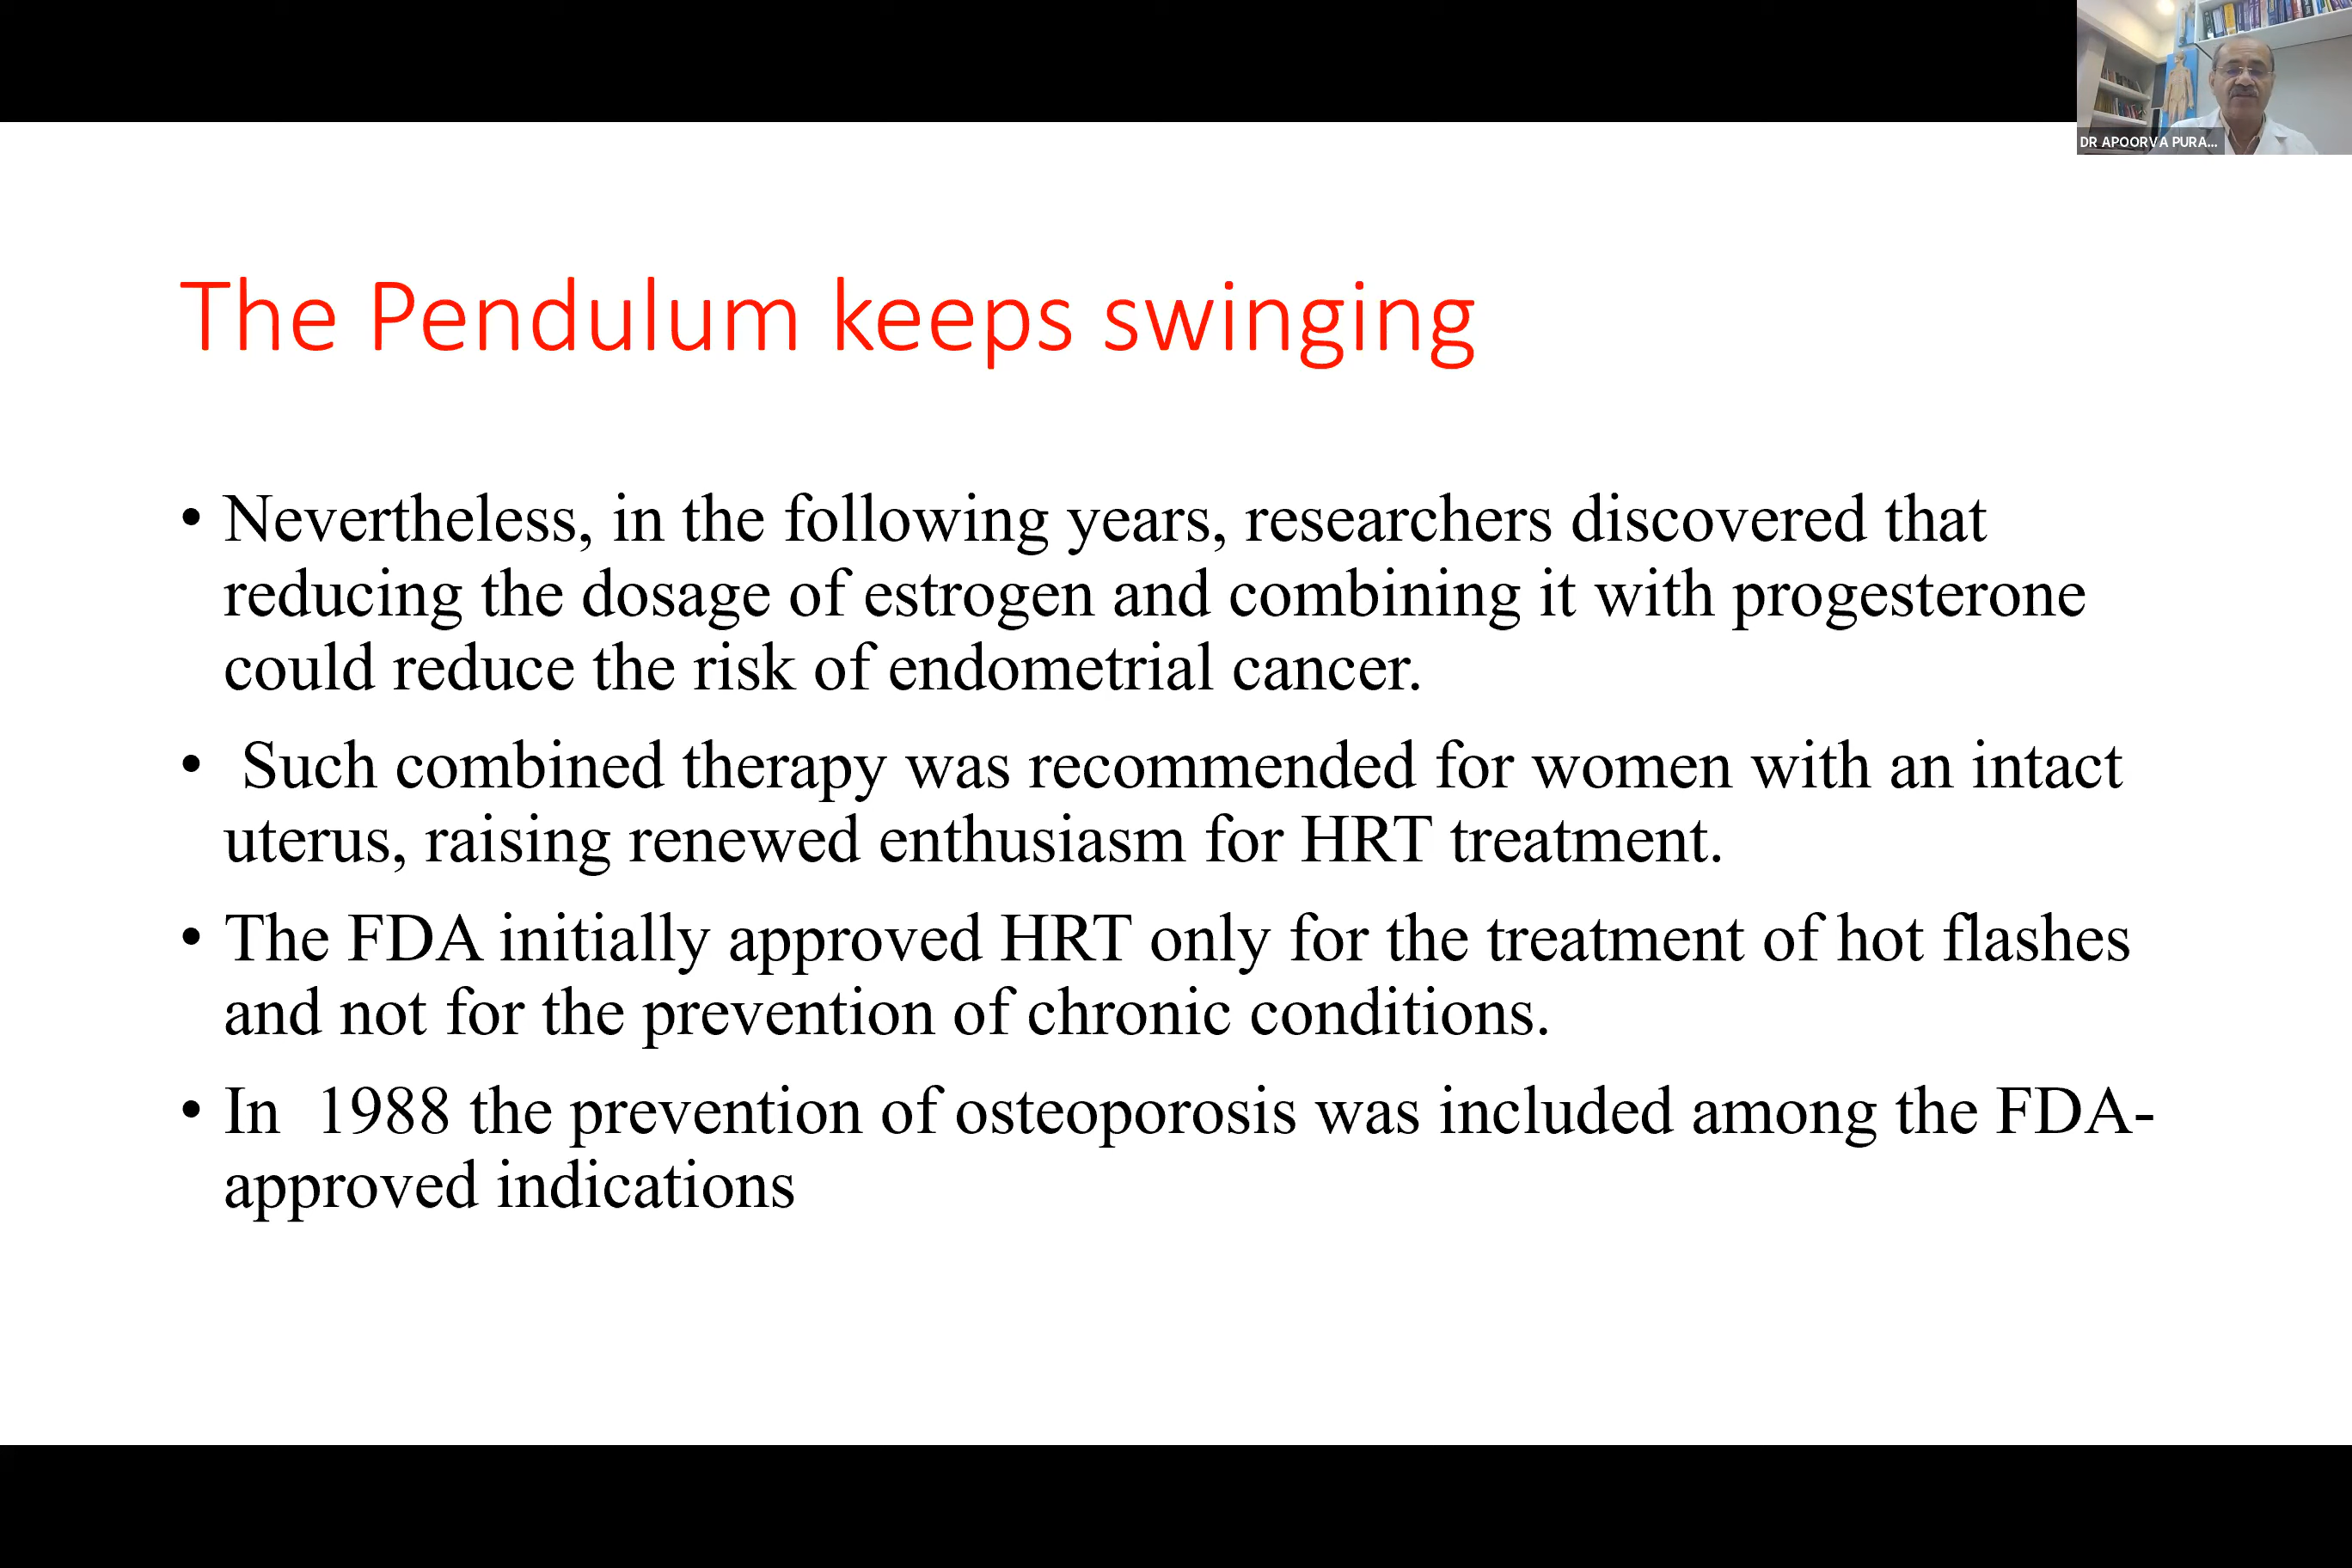 DR APOORVA PURA...
The Pendulum keeps swinging
• Nevertheless, in the following years, researchers discovered that
reducing the dosage of estrogen and combining it with progesterone
could reduce the risk of endometrial cancer.
• Such combined therapy was recommended for women with an intact
uterus, raising renewed enthusiasm for HRT treatment.
• The FDA initially approved HRT only for the treatment of hot flashes
and not for the prevention of chronic conditions.
• In 1988 the prevention of osteoporosis was included among the FDA-
approved indications